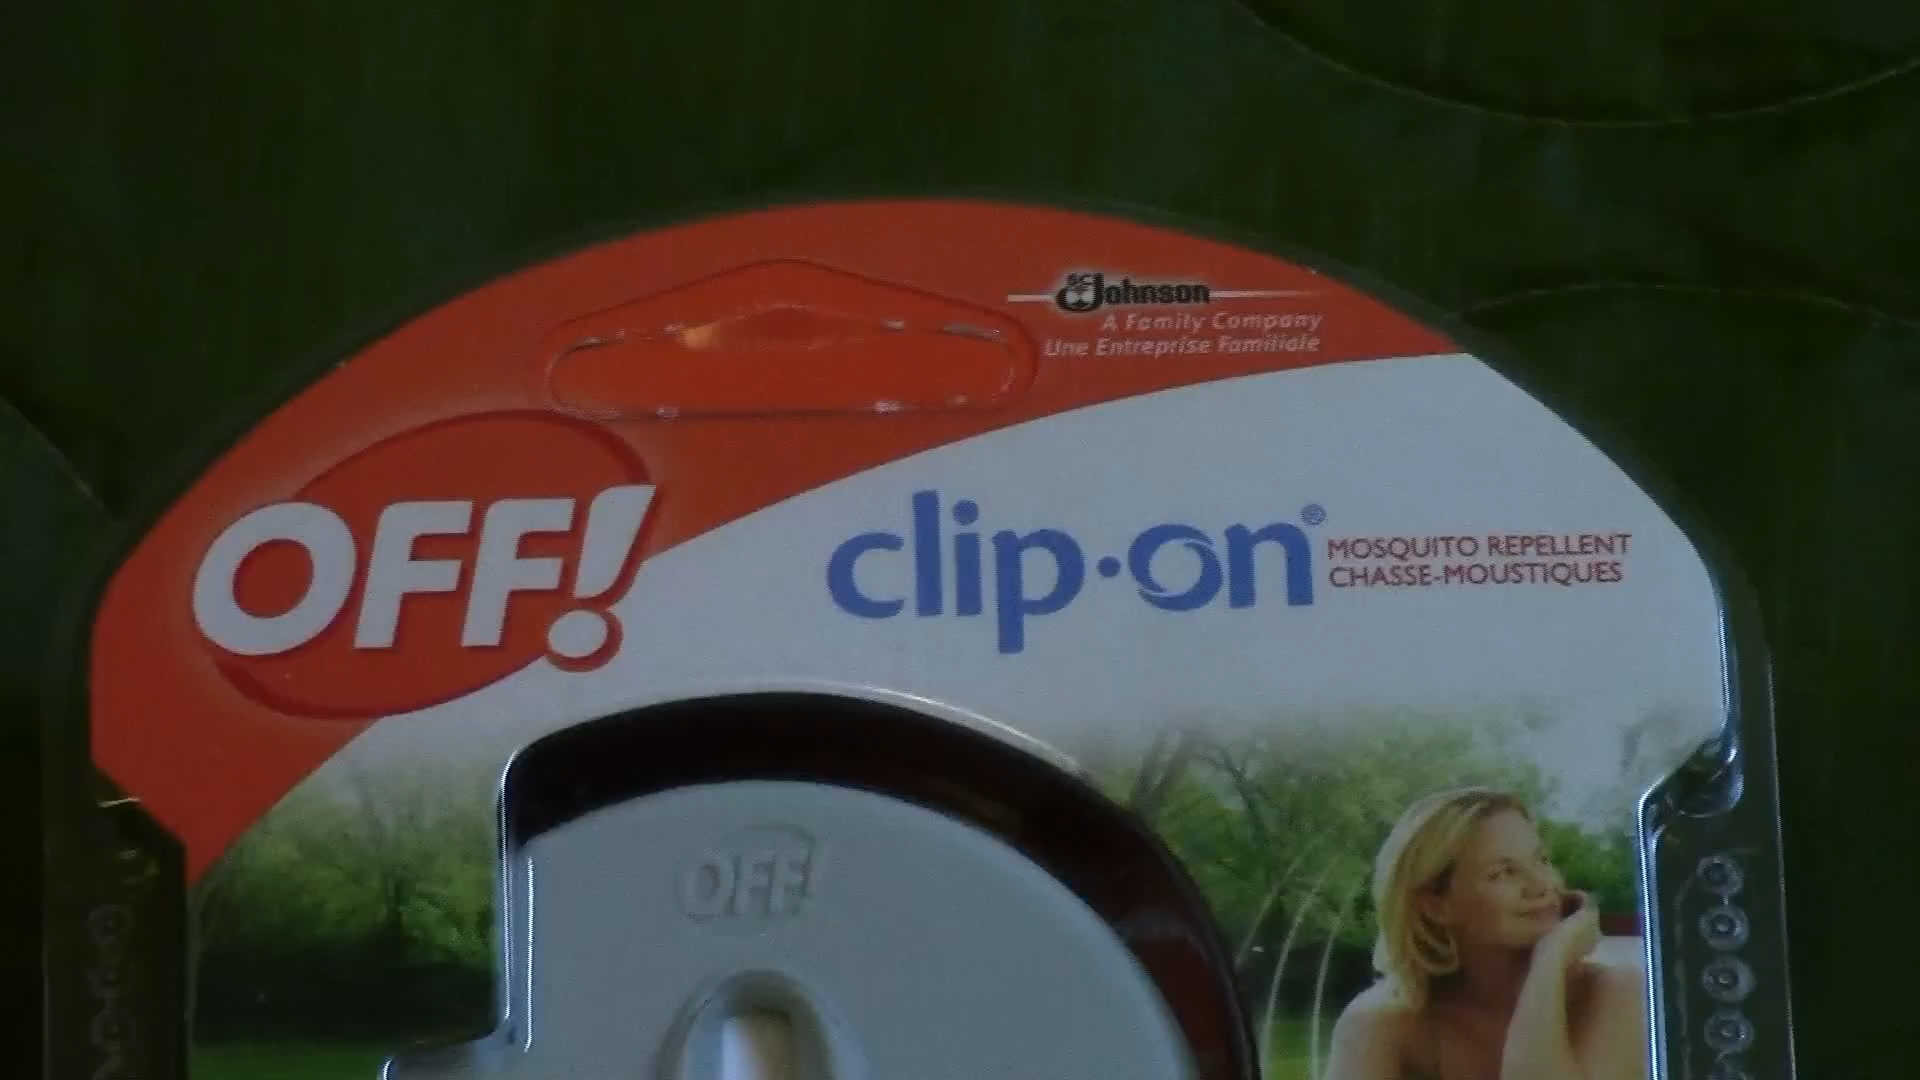 SC Johnson
A Family Company
Une Entreprise Familiale
OFF!
clip·on®
MOSQUITO REPELLENT
CHASSE-MOUSTIQUES
OFF!